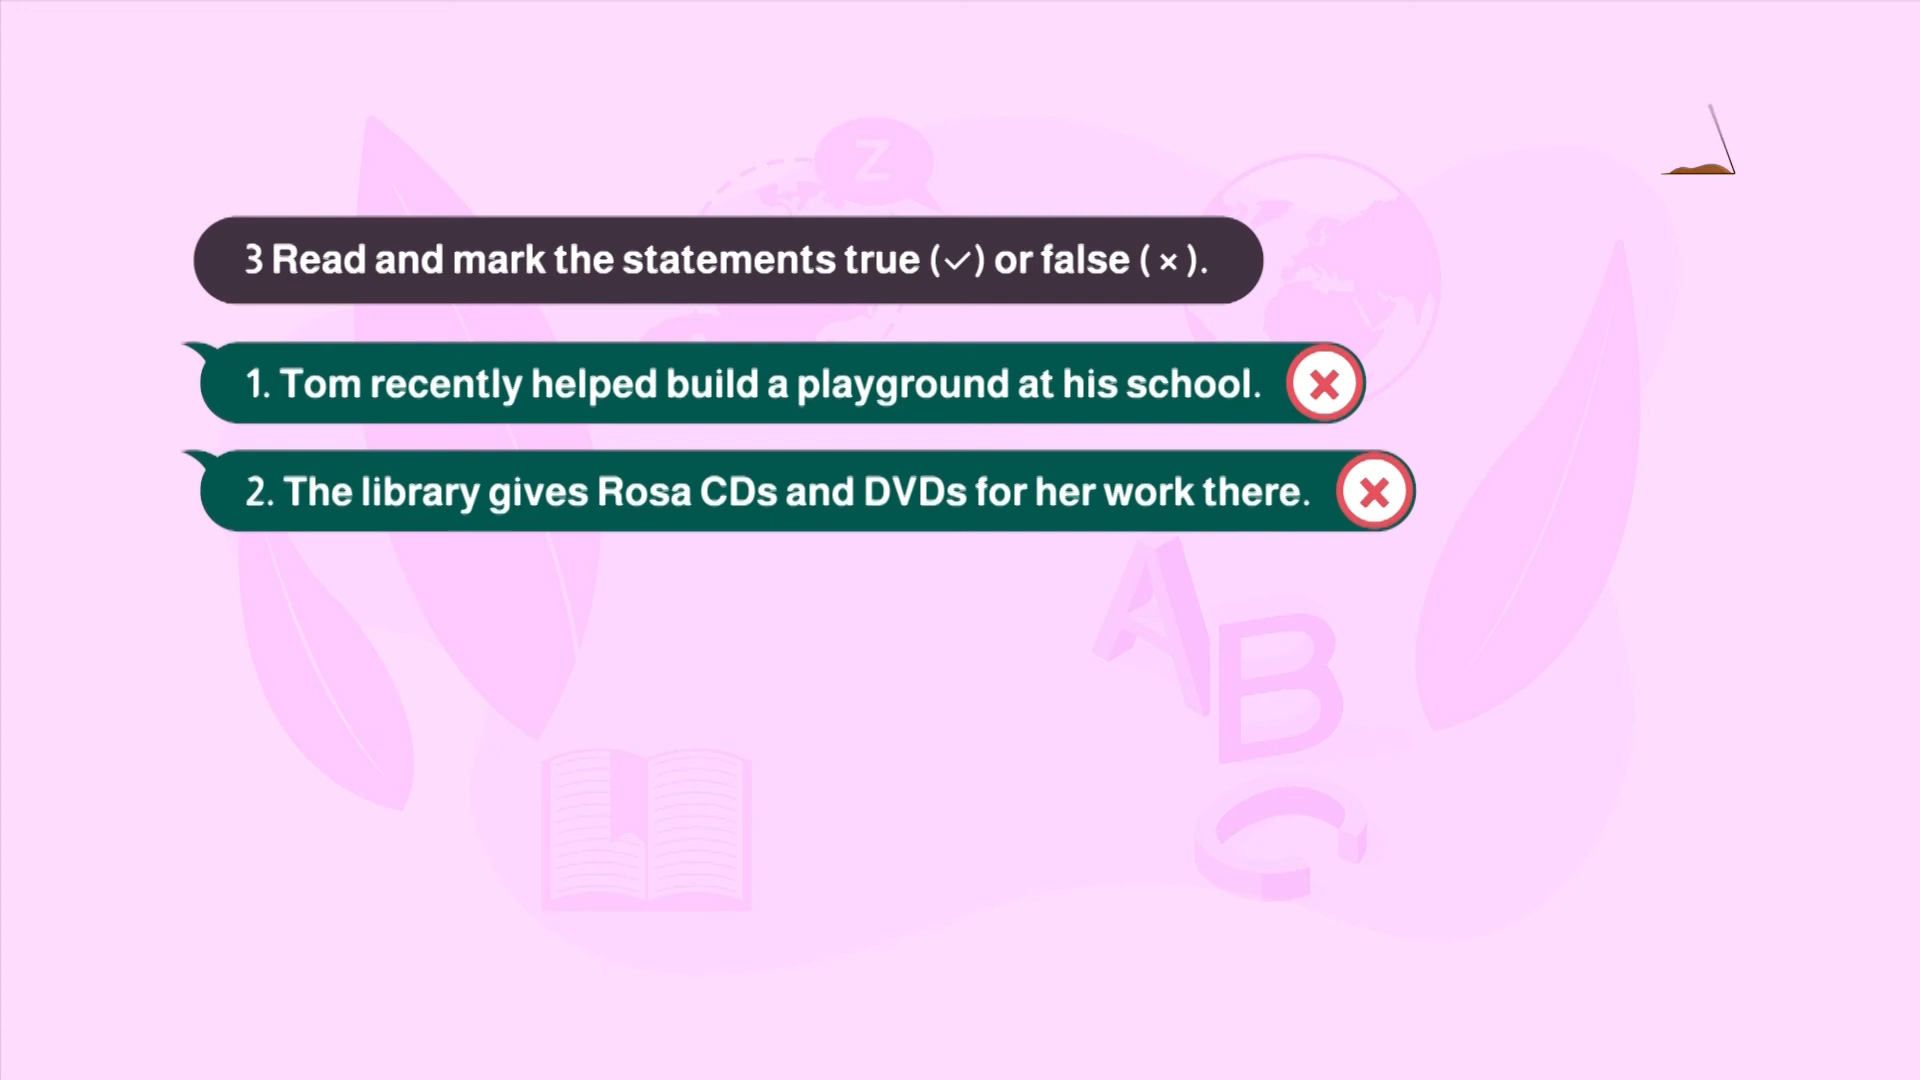 Z
3 Read and mark the statements true (✓) or false (×).
1. Tom recently helped build a playground at his school.
2. The library gives Rosa CDs and DVDs for her work there.
A
B
C